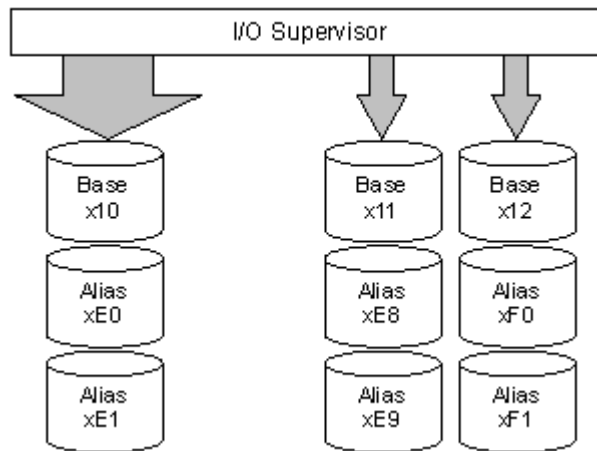 I/O Supervisor
Base
x10
Base
x11
Base
x12
Alias
xE0
Alias
xE8
Alias
xF0
Alias
xE1
Alias
xE9
Alias
xF1